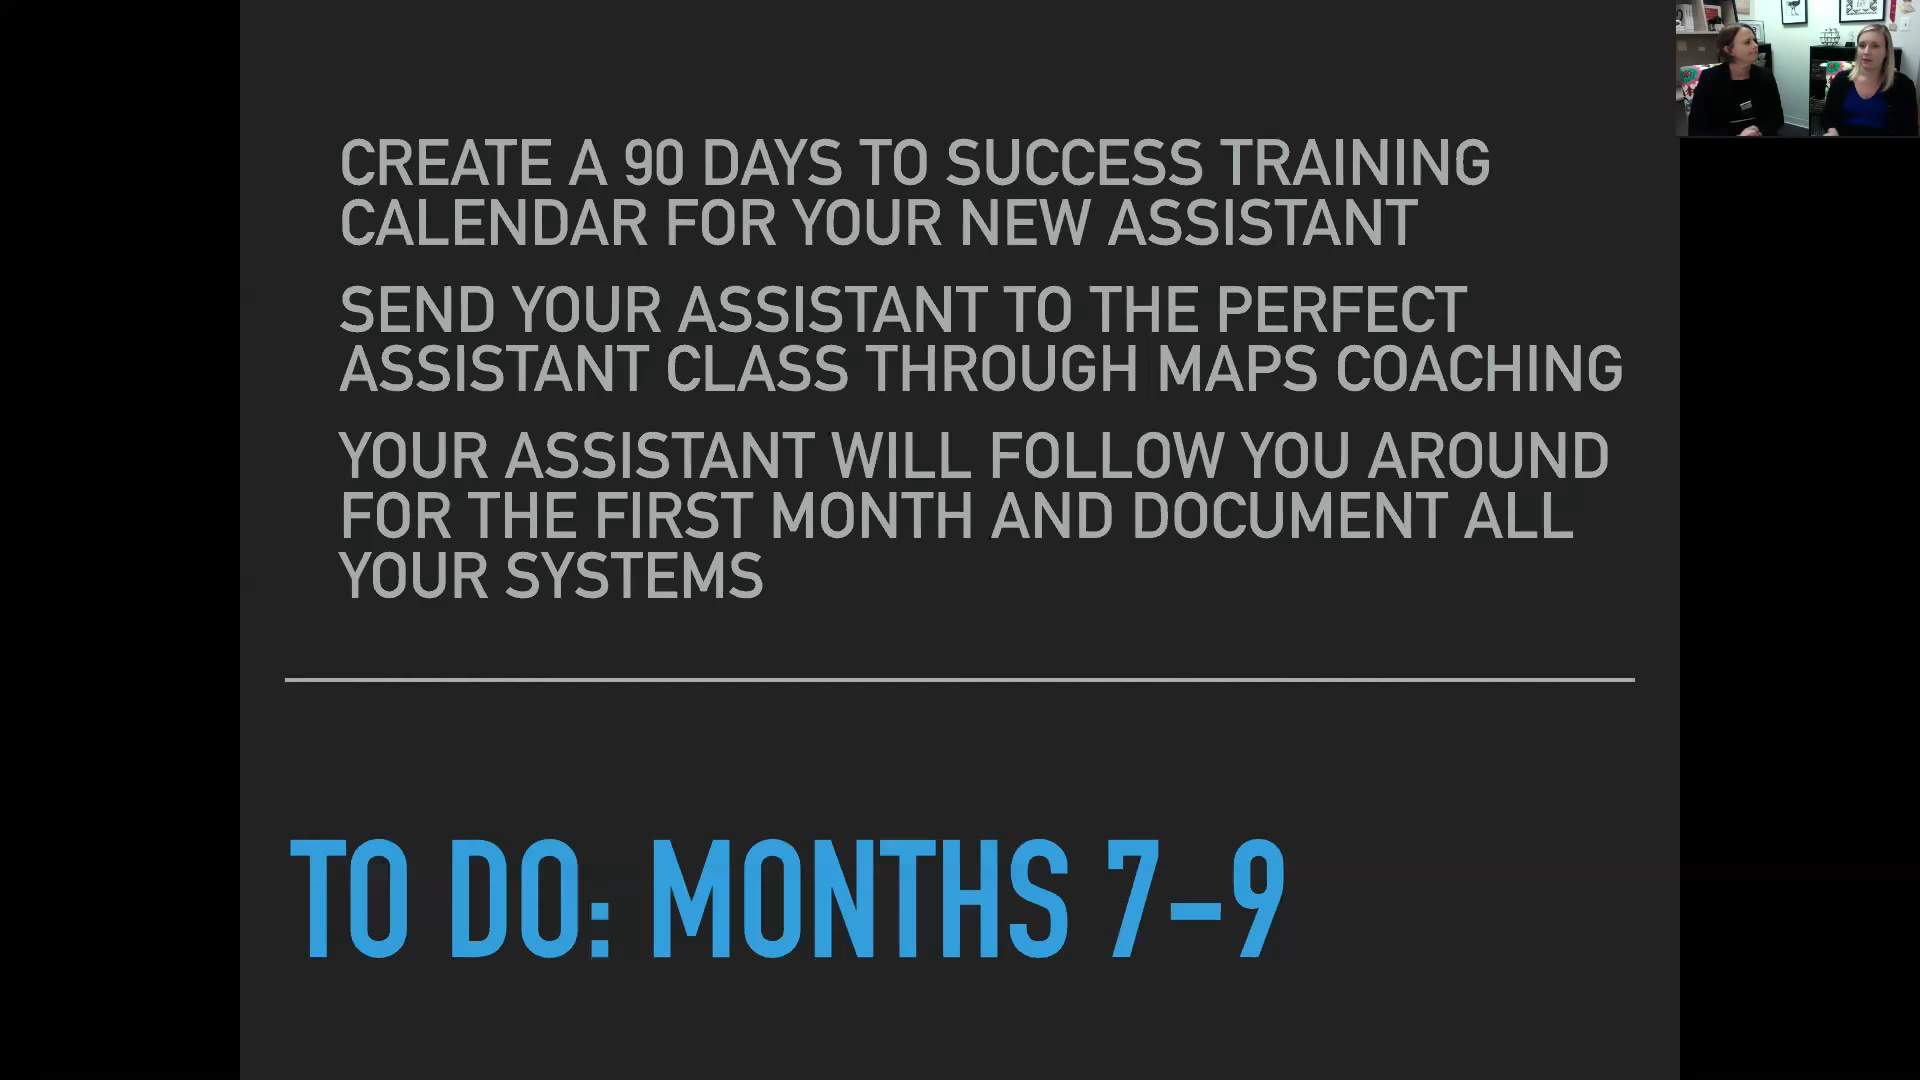 CREATE A 90 DAYS TO SUCCESS TRAINING
CALENDAR FOR YOUR NEW ASSISTANT
SEND YOUR ASSISTANT TO THE PERFECT
ASSISTANT CLASS THROUGH MAPS COACHING
YOUR ASSISTANT WILL FOLLOW YOU AROUND
FOR THE FIRST MONTH AND DOCUMENT ALL
YOUR SYSTEMS
TO DO: MONTHS 7-9